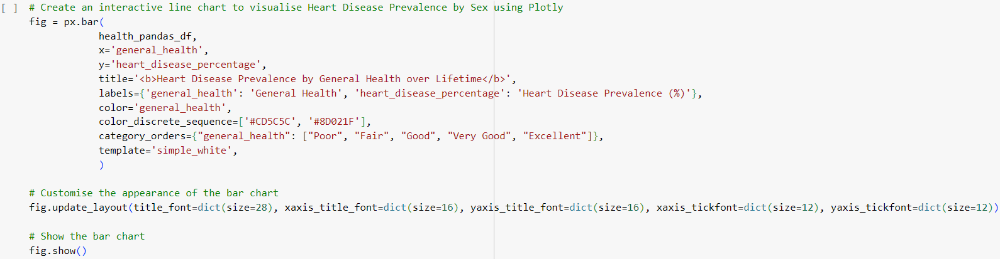 [ ] # Create an interactive line chart to visualise Heart Disease Prevalence by Sex using Plotly
fig = px.bar(
health_pandas_df,
x='general_health',
y='heart_disease_percentage',
title='<b>Heart Disease Prevalence by General Health over Lifetime</b>',
labels={'general_health': 'General Health', 'heart_disease_percentage': 'Heart Disease Prevalence (%)'},
color='general_health',
color_discrete_sequence=['#CD5C5C', '#8D021F'],
category_orders={"general_health": ["Poor", "Fair", "Good", "Very Good", "Excellent"]},
template='simple_white',
)
# Customise the appearance of the bar chart
fig.update_layout(title_font=dict(size=28), xaxis_title_font=dict(size=16), yaxis_title_font=dict(size=16), xaxis_tickfont=dict(size=12), yaxis_tickfont=dict(size=12))
# Show the bar chart
fig.show()